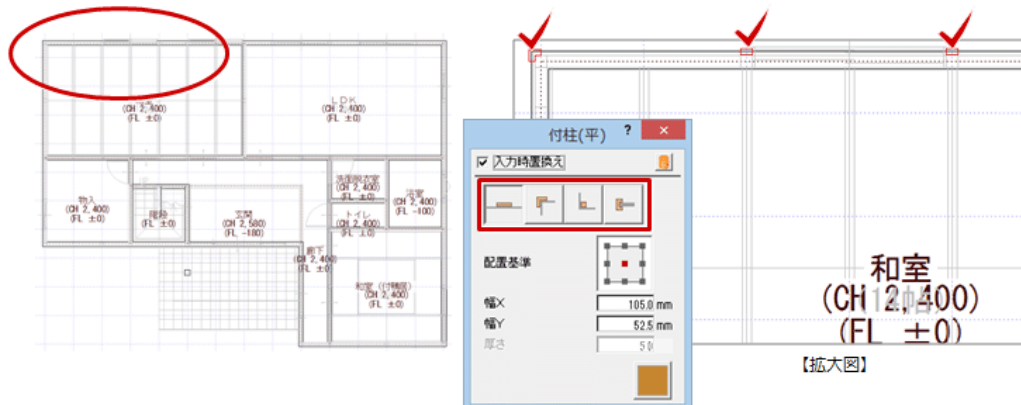 LDK
(CH 2,400)
(FL ±0)
(CH 2,400)
(FL ±0)
物入
(CH 2,400)
(FL ±0)
階段
(FL ±0)
玄関
(CH 2,580)
(FL -180)
洗面脱衣室
(CH 2,400)
(FL ±0)
浴室
(CH 2,400)
(FL -100)
トイレ
(CH 2,400)
(FL ±0)
廊下
(CH 2,400)
(FL ±0)
和室(付鴨居)
(CH 2,400)
(FL ±0)
付柱(平)
?
×
入力時置換え
配置基準
幅X
105.0 mm
幅Y
52.5 mm
厚さ
5.0
和室
(CH 2,400)
(FL ±0)
【拡大図】